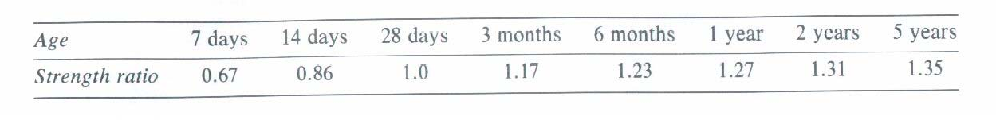 Age 7 days 14 days 28 days 3 months 6 months 1 year 2 years 5 years
Strength ratio 0.67 0.86 1.0 1.17 1.23 1.27 1.31 1.35